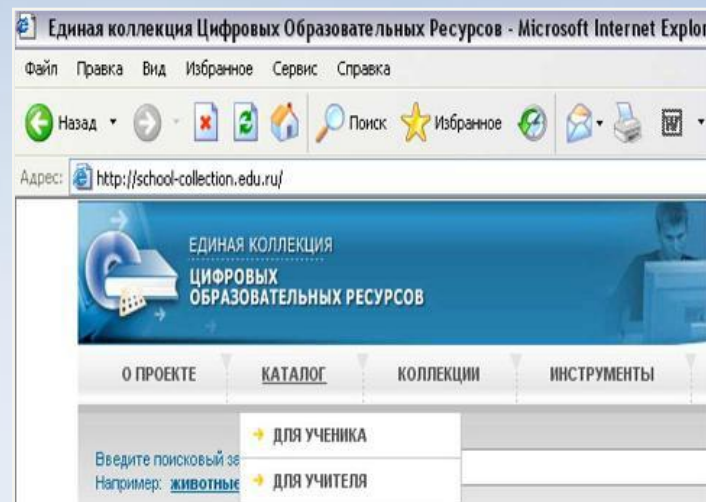 Единая коллекция Цифровых Образовательных Ресурсов - Microsoft Internet Explor
Файл Правка Вид Избранное Сервис Справка
Назад Поиск Избранное
Адрес: http://school-collection.edu.ru/
ЕДИНАЯ КОЛЛЕКЦИЯ
ЦИФРОВЫХ
ОБРАЗОВАТЕЛЬНЫХ РЕСУРСОВ
О ПРОЕКТЕ КАТАЛОГ КОЛЛЕКЦИИ ИНСТРУМЕНТЫ
ДЛЯ УЧЕНИКА
Введите поисковый за
Например: животные
ДЛЯ УЧИТЕЛЯ